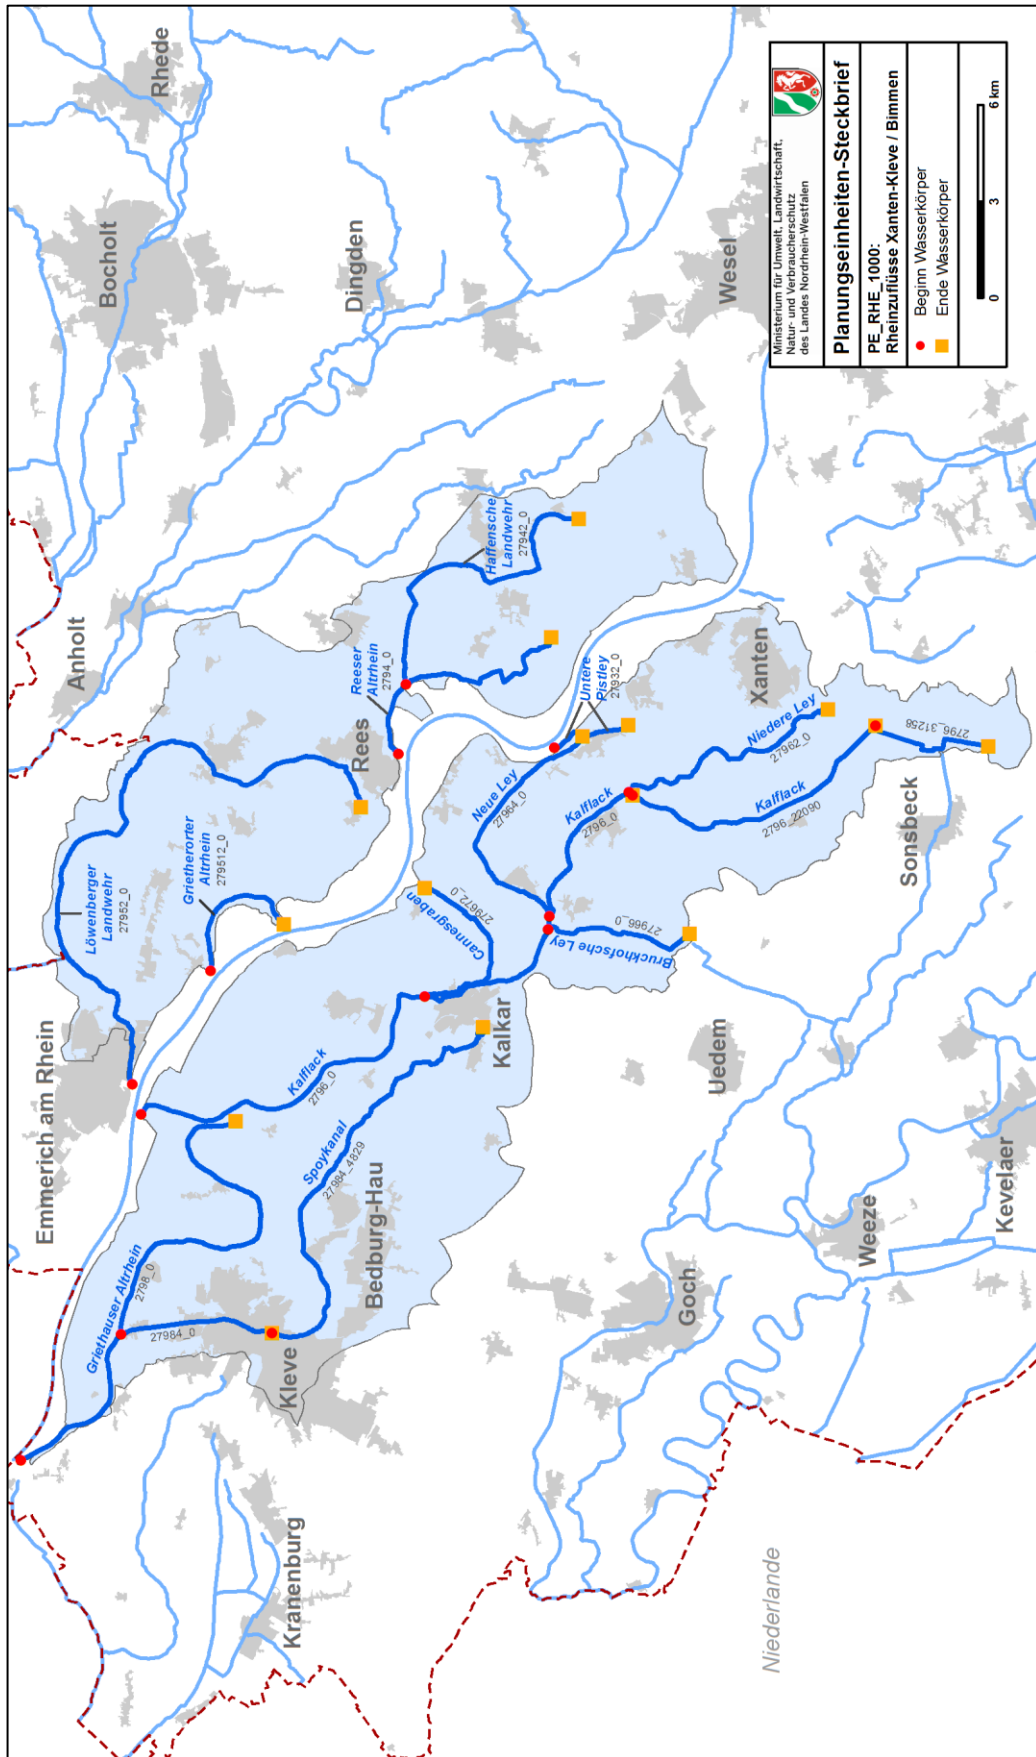 Emmerich am Rhein
Anholt
Bocholt
Rhede
Löwenberger
Landwehr
27952_0
Grietherorter
Altrhein
279512_0
Rees
Reeser
Altrhein
2794_0
Haffensche
Landwehr
27942_0
Dingden
Wesel
Griethauser Altrhein
2798_0
27984_0
Kleve
Kranenburg
Kalflack
2796_0
Spoykanal
27984_4829
Bedburg-Hau
Kalkar
Cannesgraben
279672_0
Neue Ley
27964_0
Untere
Pistley
27932_0
Kalflack
2796_0
Bruckhofsche Ley
27966_0
Xanten
Niedere Ley
27962_0
Kalflack
2796_22090
2796_31258
Sonsbeck
Uedem
Goch
Weeze
Kevelaer
Niederlande
Ministerium für Umwelt, Landwirtschaft,
Natur- und Verbraucherschutz
des Landes Nordrhein-Westfalen
Planungseinheiten-Steckbrief
PE_RHE_1000:
Rheinzuflüsse Xanten-Kleve / Bimmen
Beginn Wasserkörper
Ende Wasserkörper
0 3 6 km